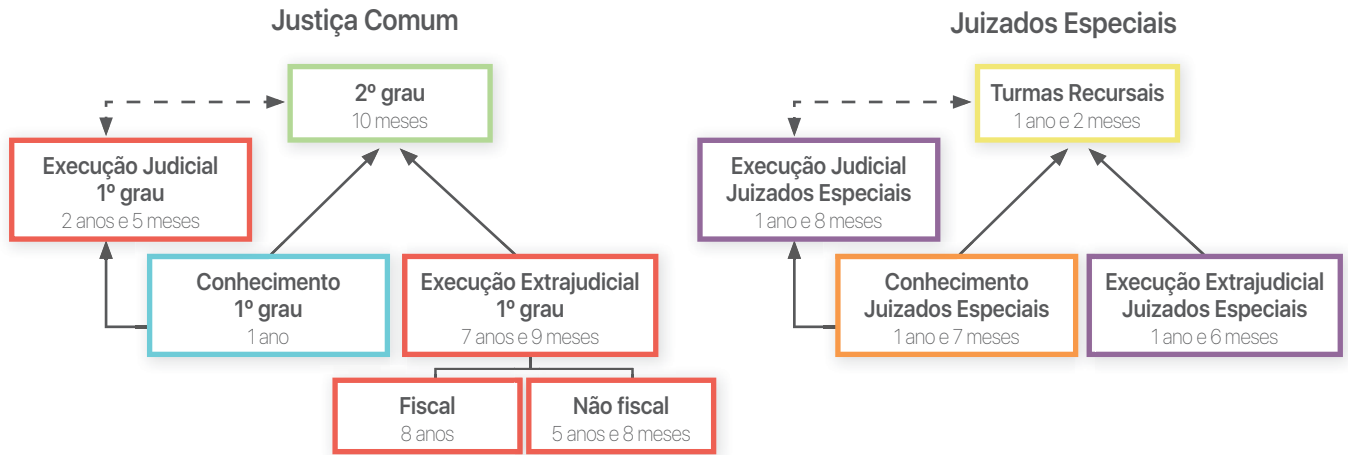 Justiça Comum
2º grau
10 meses
Execução Judicial
1º grau
2 anos e 5 meses
Conhecimento
1º grau
1 ano
Execução Extrajudicial
1º grau
7 anos e 9 meses
Fiscal
8 anos
Não fiscal
5 anos e 8 meses
Juizados Especiais
Turmas Recursais
1 ano e 2 meses
Execução Judicial
Juizados Especiais
1 ano e 8 meses
Conhecimento
Juizados Especiais
1 ano e 7 meses
Execução Extrajudicial
Juizados Especiais
1 ano e 6 meses